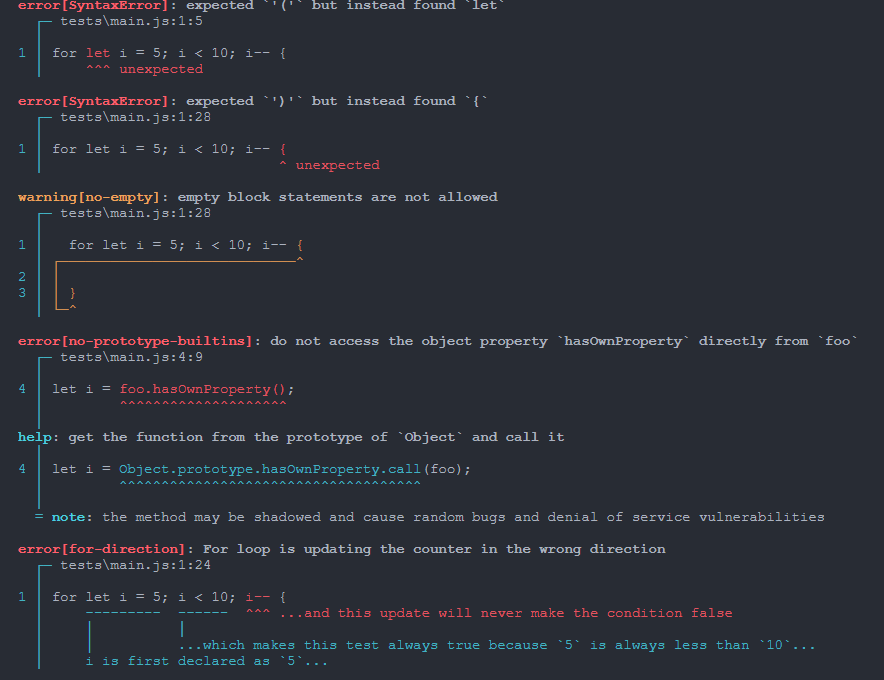 error[SyntaxError]: expected `'('` but instead found `let`
tests\main.js:1:5
1 for let i = 5; i < 10; i-- {
^^^ unexpected
error[SyntaxError]: expected `')'` but instead found `{`
tests\main.js:1:28
1 for let i = 5; i < 10; i-- {
^ unexpected
warning[no-empty]: empty block statements are not allowed
tests\main.js:1:28
1 for let i = 5; i < 10; i-- {
^
2
3 }
^
error[no-prototype-builtins]: do not access the object property `hasOwnProperty` directly from `foo`
tests\main.js:4:9
4 let i = foo.hasOwnProperty();
^^^^^^^^^^^^^^^^^^^^
help: get the function from the prototype of `Object` and call it
4 let i = Object.prototype.hasOwnProperty.call(foo);
^^^^^^^^^^^^^^^^^^^^^^^^^^^^^^^^^^^^
= note: the method may be shadowed and cause random bugs and denial of service vulnerabilities
error[for-direction]: For loop is updating the counter in the wrong direction
tests\main.js:1:24
1 for let i = 5; i < 10; i-- {
--------- ------ ^^^ ...and this update will never make the condition false
...which makes this test always true because `5` is always less than `10`...
i is first declared as `5`...